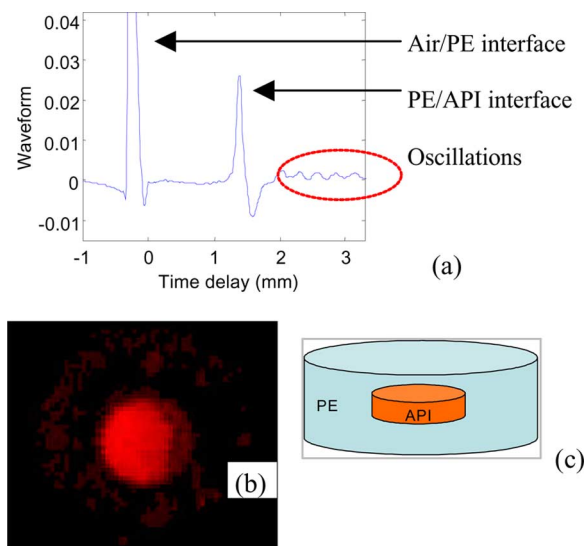 0.04
0.03
0.02
0.01
0
-0.01
Waveform
-1
0
1
2
3
Time delay (mm)
Air/PE interface
PE/API interface
Oscillations
(a)
(b)
PE
API
(c)